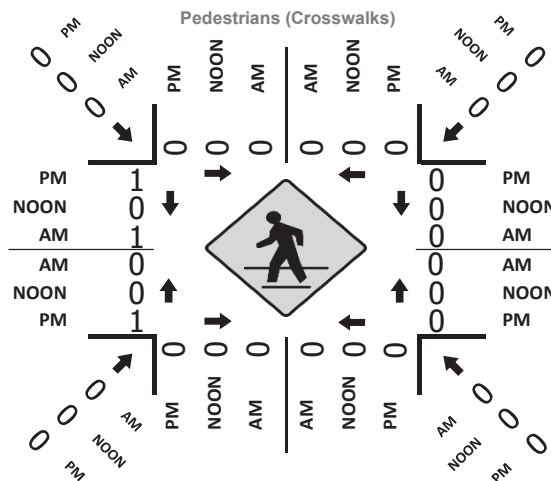 Pedestrians (Crosswalks)
PM NOON AM
0 0 0
PM NOON AM AM NOON PM
0 0 0 0 0 0
PM NOON AM
0 0 0
PM 1 0 PM
NOON 0 0 NOON
AM 1 0 AM
AM 0 0 AM
NOON 0 0 NOON
PM 1 0 PM
0 0 0 0 0 0
PM NOON AM AM NOON PM
0 0 0
AM NOON PM
0 0 0
AM NOON PM